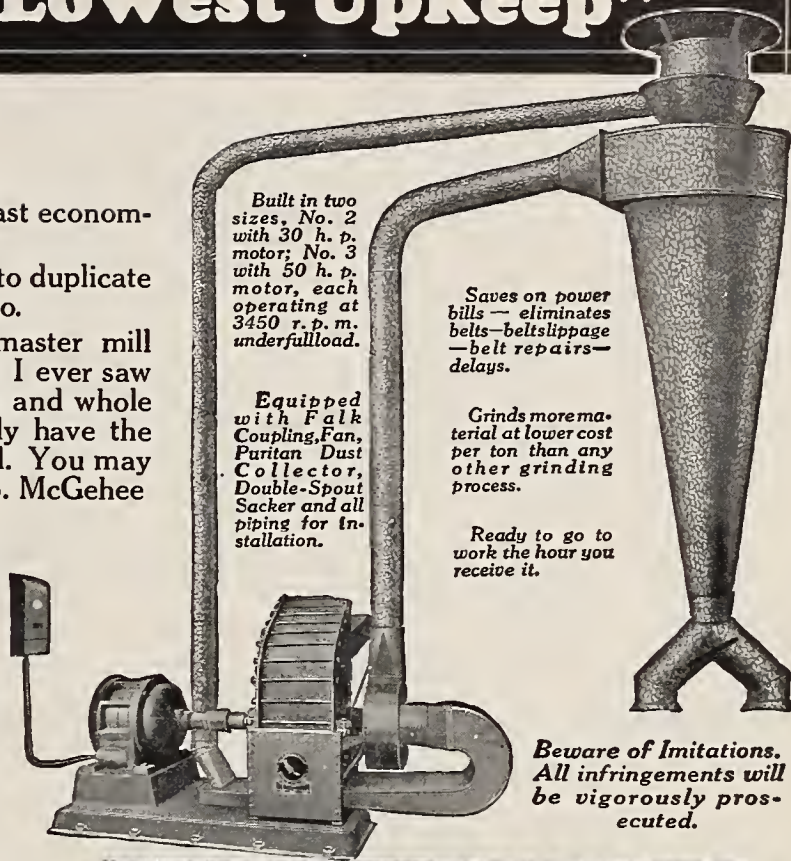 Lowest Upkeep"
ast econom-
to duplicate
o.
master mill
I ever saw
and whole
ly have the
l. You may
. McGehee
Built in two
sizes, No. 2
with 30 h. p.
motor; No. 3
with 50 h. p.
motor, each
operating at
3450 r. p. m.
underfullload.
Equipped
with Falk
Coupling,Fan,
Puritan Dust
Collector,
Double-Spout
Sacker and all
piping for in-
stallation.
Saves on power
bills — eliminates
belts—beltslippage
—belt repairs—
delays.
Grinds more ma-
terial at lower cost
per ton than any
other grinding
process.
Ready to go to
work the hour you
receive it.
Beware of Imitations.
All infringements will
be vigorously pros-
ecuted.